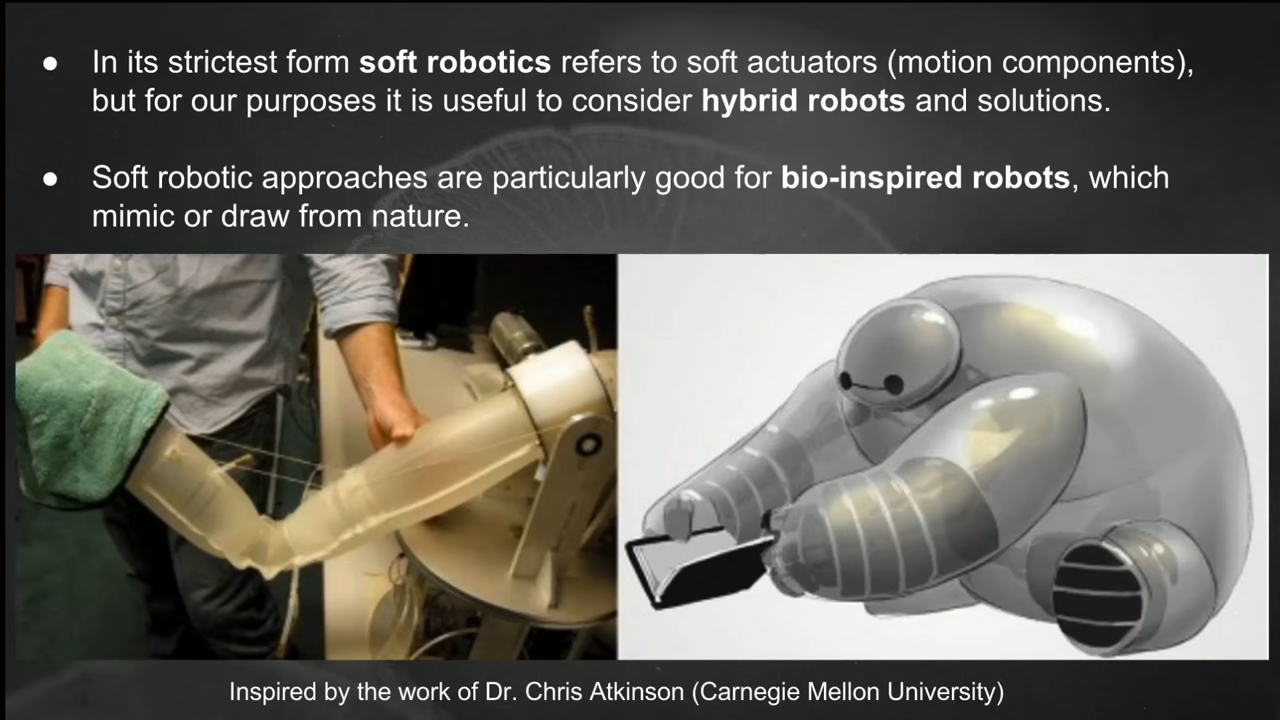 ● In its strictest form soft robotics refers to soft actuators (motion components),
but for our purposes it is useful to consider hybrid robots and solutions.
● Soft robotic approaches are particularly good for bio-inspired robots, which
mimic or draw from nature.
Inspired by the work of Dr. Chris Atkinson (Carnegie Mellon University)